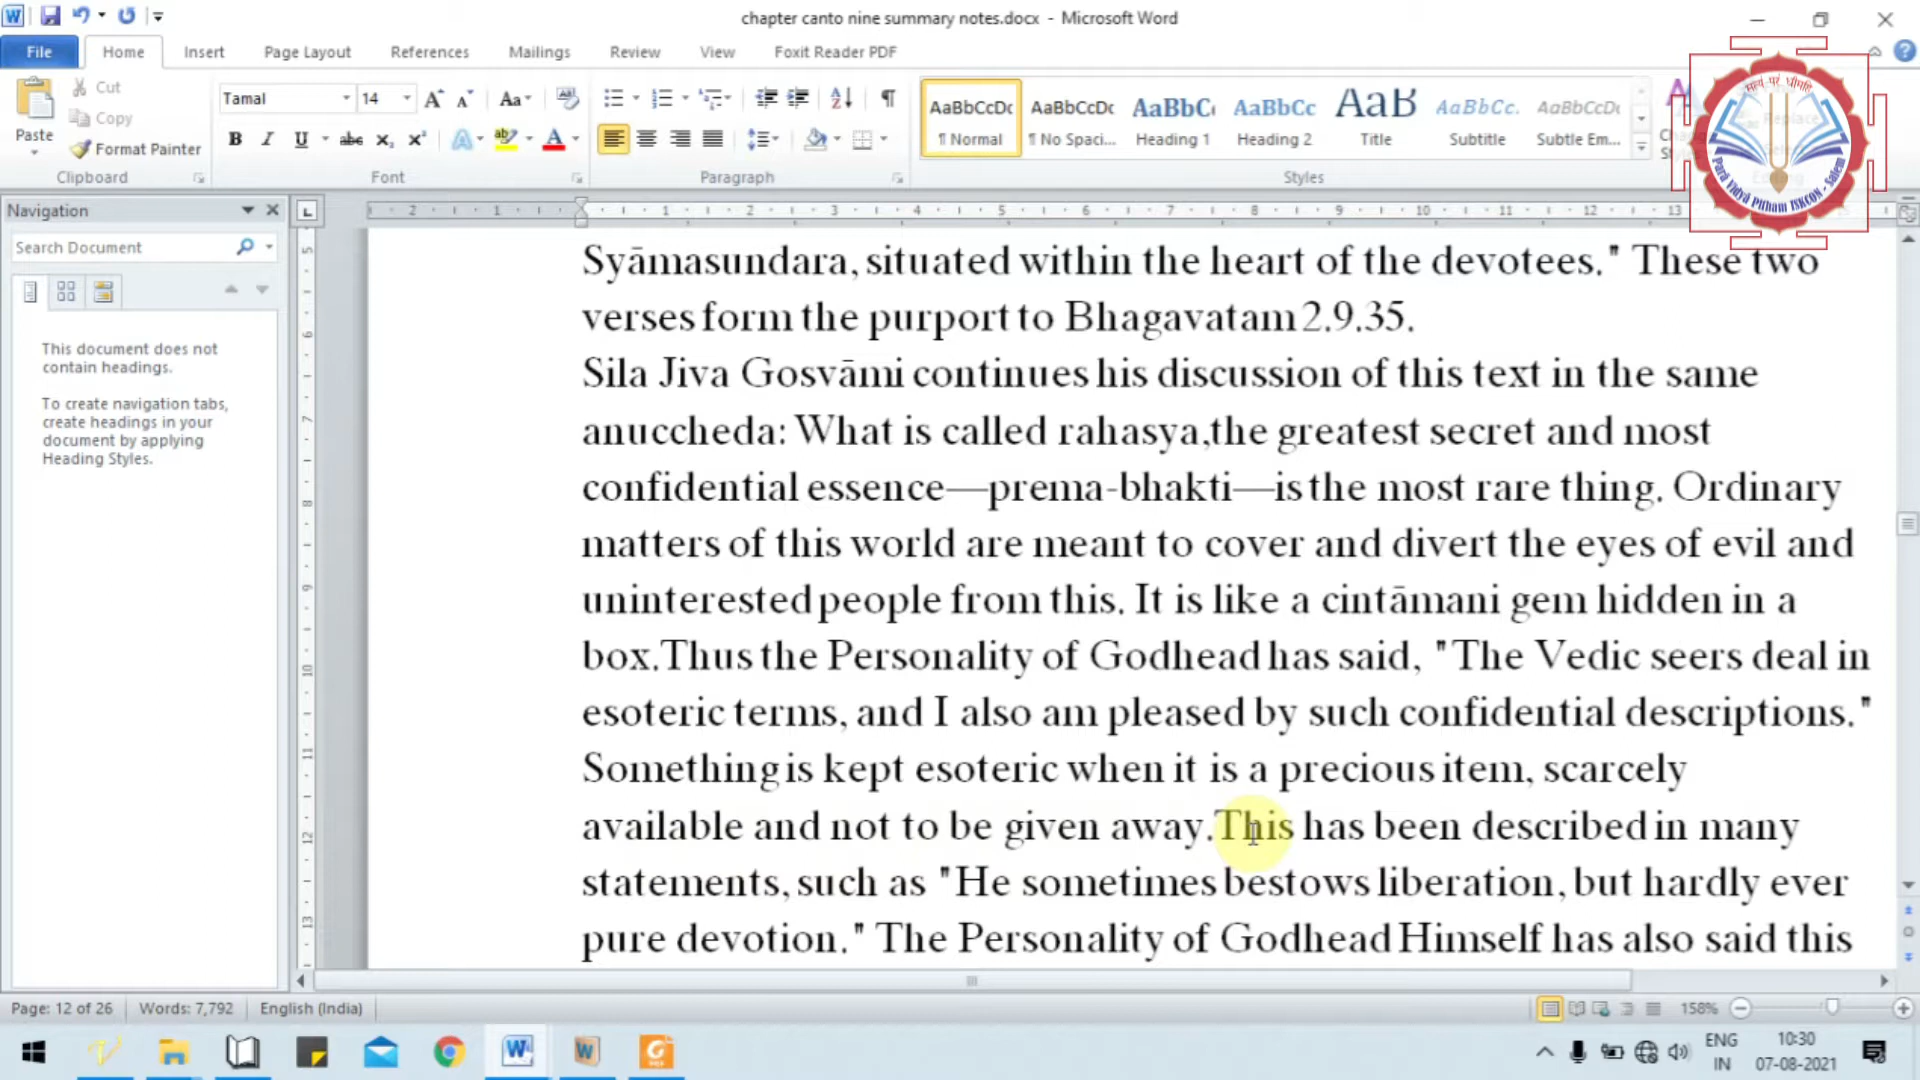 chapter canto nine summary notes.docx - Microsoft Word
File Home Insert Page Layout References Mailings Review View Foxit Reader PDF
Paste
Cut
Copy
Format Painter
Clipboard
Tamal 14
Font
Paragraph
AaBbCcDc AaBbCcDc AaBbC AaBbCc AaB AaBbCc. AaBbCcDc
¶ Normal ¶ No Spaci... Heading 1 Heading 2 Title Subtitle Subtle Em...
Styles
Para Vidya Pitham ISKCON - Salem
Navigation
Search Document
This document does not
contain headings.
To create navigation tabs,
create headings in your
document by applying
Heading Styles.
Syāmasundara, situated within the heart of the devotees." These two
verses form the purport to Bhagavatam 2.9.35.
Sila Jiva Gosvāmi continues his discussion of this text in the same
anuccheda: What is called rahasya,the greatest secret and most
confidential essence—prema-bhakti—is the most rare thing. Ordinary
matters of this world are meant to cover and divert the eyes of evil and
uninterested people from this. It is like a cintāmani gem hidden in a
box.Thus the Personality of Godhead has said, "The Vedic seers deal in
esoteric terms, and I also am pleased by such confidential descriptions."
Something is kept esoteric when it is a precious item, scarcely
available and not to be given away.This has been described in many
statements, such as "He sometimes bestows liberation, but hardly ever
pure devotion." The Personality of Godhead Himself has also said this
Page: 12 of 26 Words: 7,792 English (India) 158%
ENG
IN
10:30
07-08-2021